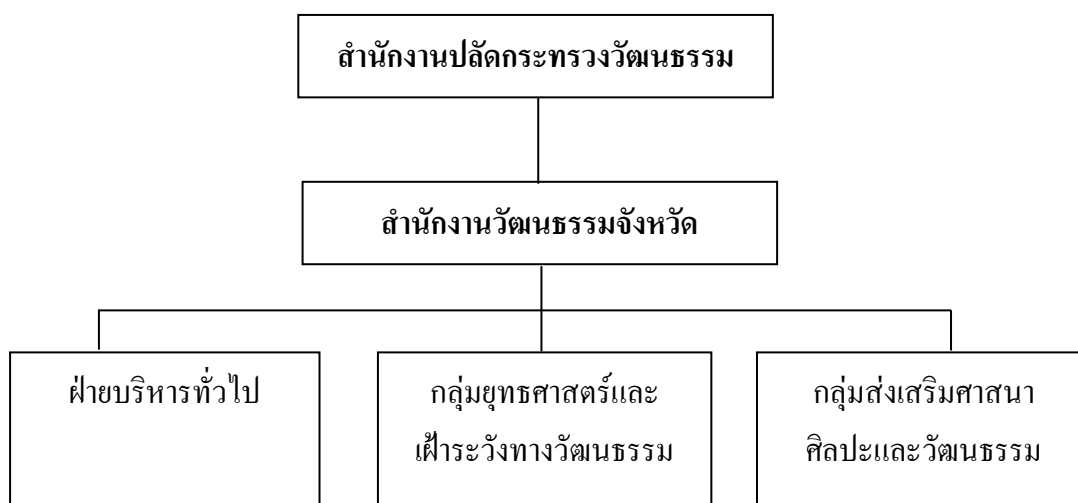 สำนักงานปลัดกระทรวงวัฒนธรรม
สำนักงานวัฒนธรรมจังหวัด
ฝ่ายบริหารทั่วไป
กลุ่มยุทธศาสตร์และ
เฝ้าระวังทางวัฒนธรรม
กลุ่มส่งเสริมศาสนา
ศิลปะและวัฒนธรรม